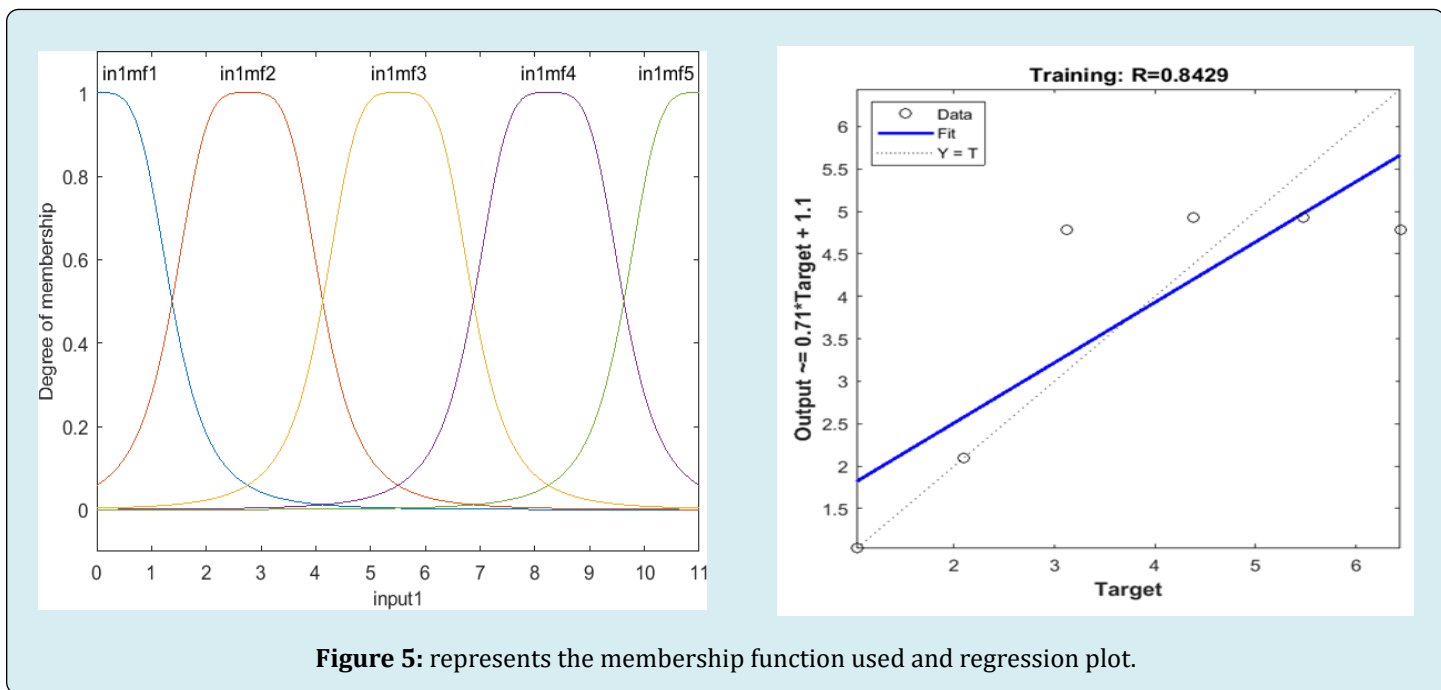 in1mf1 in1mf2 in1mf3 in1mf4 in1mf5
1
0.8
0.6
0.4
0.2
0
Degree of membership
0 1 2 3 4 5 6 7 8 9 10 11
input1
Training: R=0.8429
Data
Fit
Y = T
6
5.5
5
4.5
4
3.5
3
2.5
2
1.5
Output ~= 0.71*Target + 1.1
2 3 4 5 6
Target
Figure 5: represents the membership function used and regression plot.